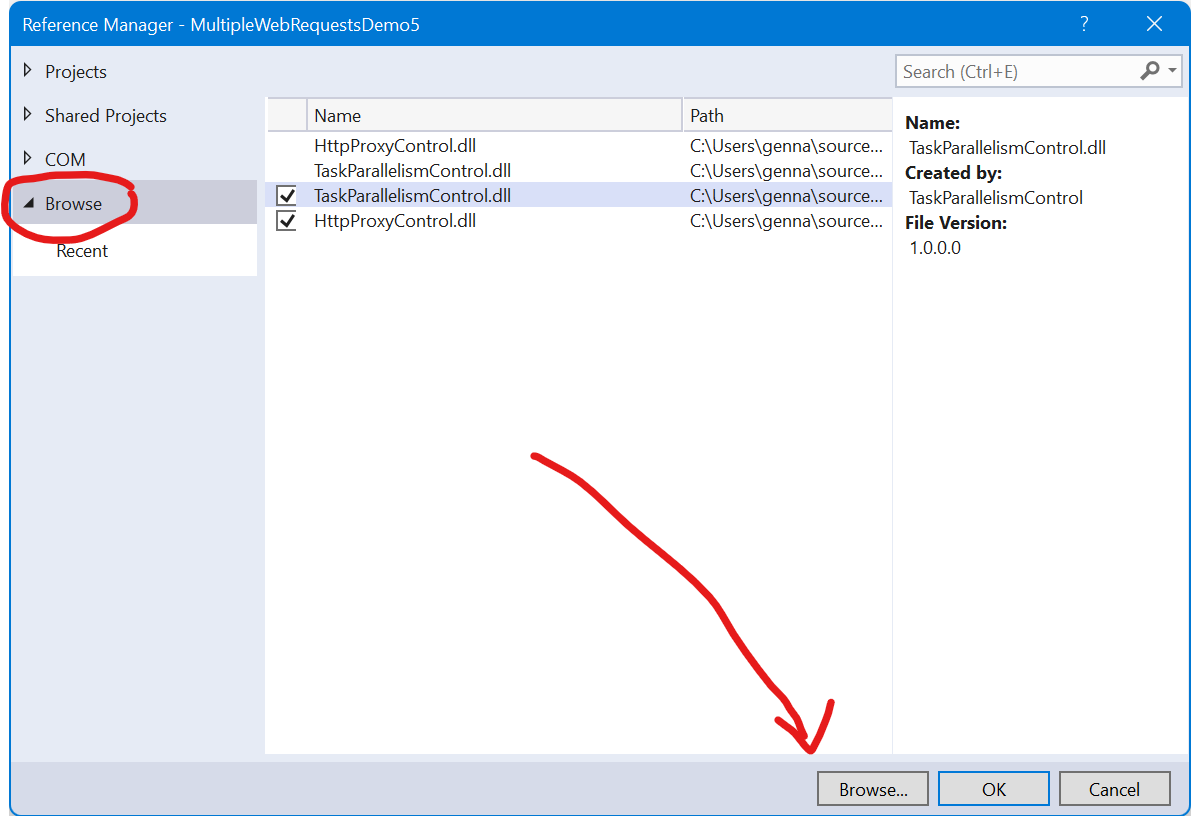 Reference Manager - MultipleWebRequestsDemo5 ?
Projects
Search (Ctrl+E)
Shared Projects
COM
Browse
Recent
Name Path
HttpProxyControl.dll C:\Users\genna\source...
TaskParallelismControl.dll C:\Users\genna\source...
TaskParallelismControl.dll C:\Users\genna\source...
HttpProxyControl.dll C:\Users\genna\source...
Name:
TaskParallelismControl.dll
Created by:
TaskParallelismControl
File Version:
1.0.0.0
Browse... OK Cancel